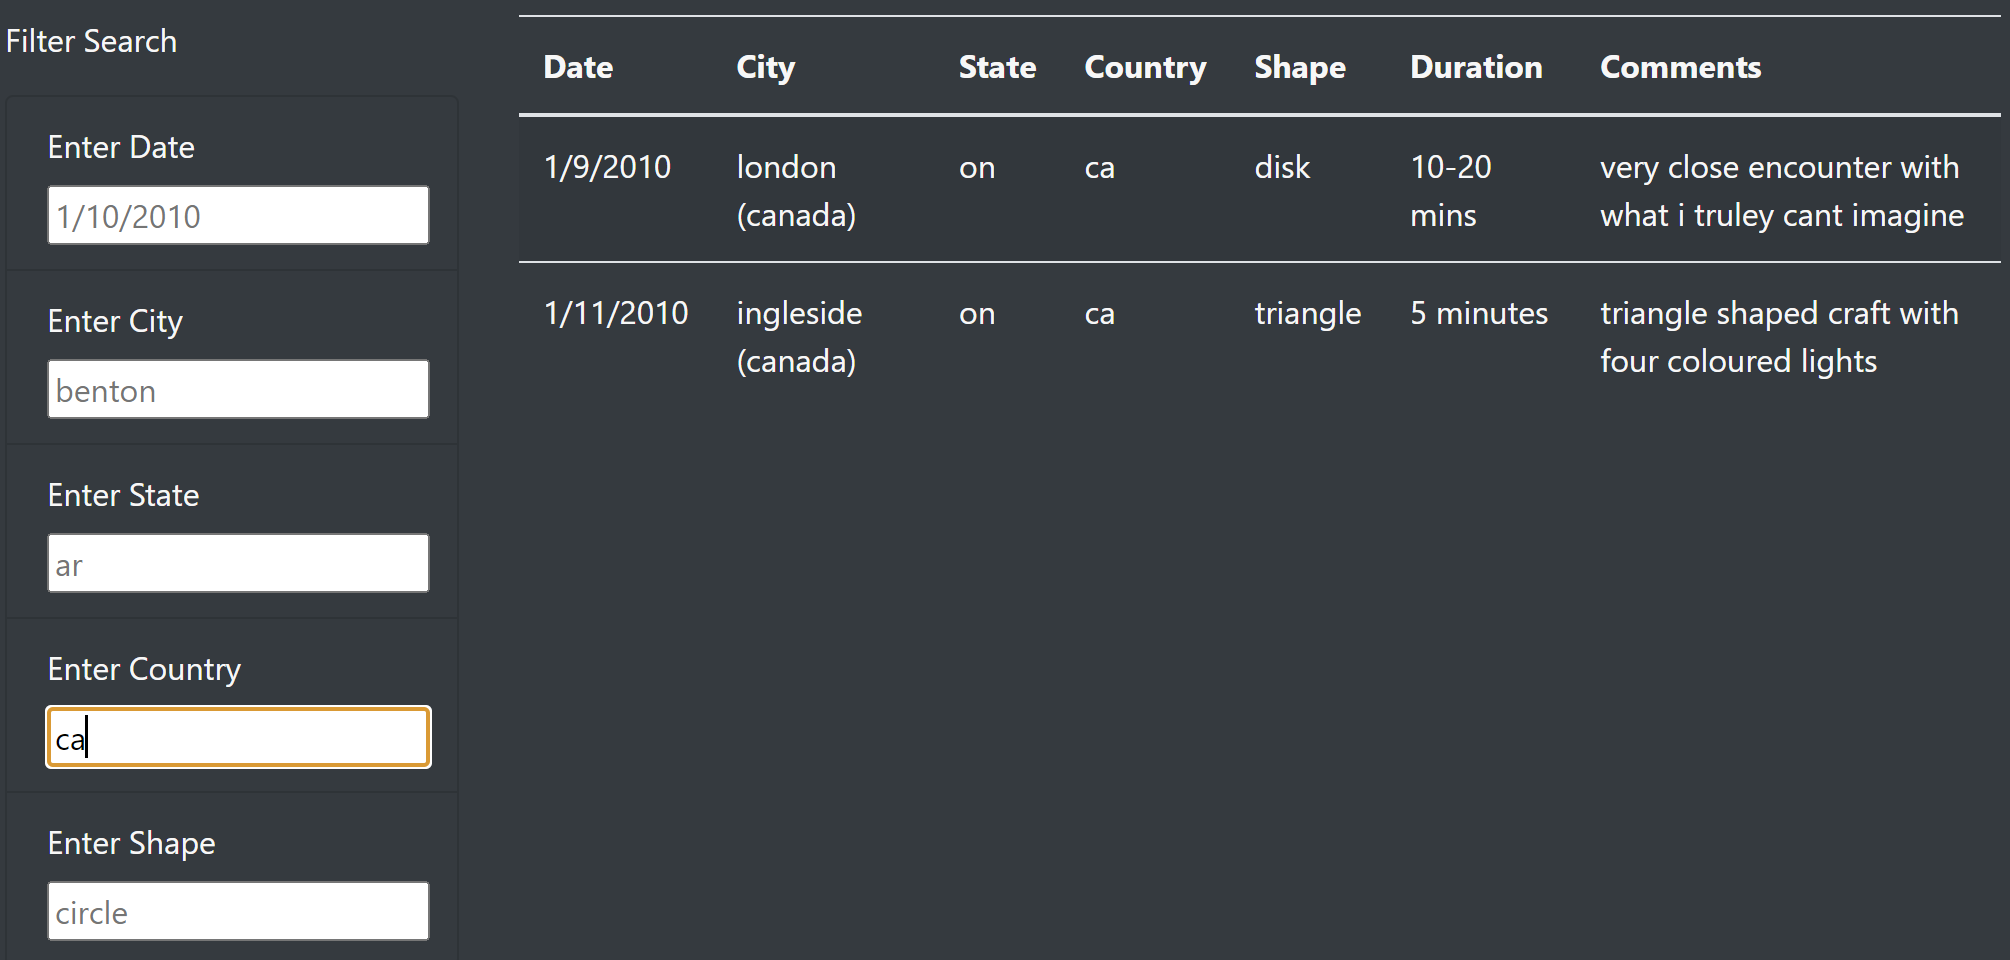 Filter Search
Enter Date
1/10/2010
Enter City
benton
Enter State
ar
Enter Country
ca
Enter Shape
circle
Date City State Country Shape Duration Comments
1/9/2010 london on ca disk 10-20 very close encounter with
(canada) mins what i truley cant imagine
1/11/2010 ingleside on ca triangle 5 minutes triangle shaped craft with
(canada) four coloured lights